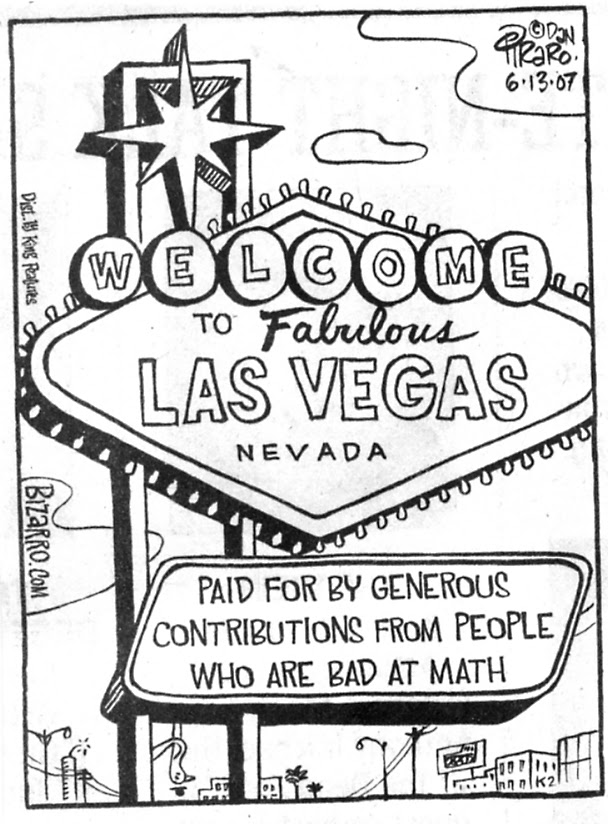 © Dan
Piraro.
6·13·07
WELCOME
TO Fabulous
LAS VEGAS
NEVADA
PAID FOR BY GENEROUS
CONTRIBUTIONS FROM PEOPLE
WHO ARE BAD AT MATH
Dist. by King Features
BIZARRO.COM
K2